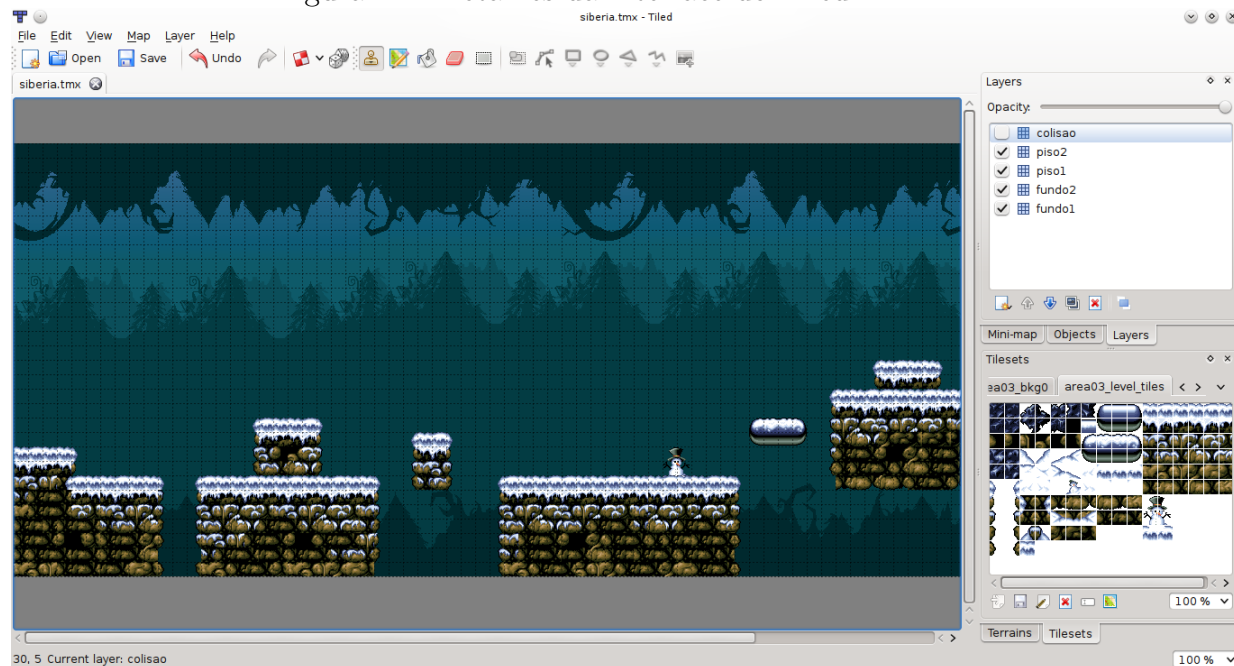 siberia.tmx - Tiled
File Edit View Map Layer Help
Open Save Undo
siberia.tmx
Layers
Opacity:
colisao
piso2
piso1
fundo2
fundo1
Mini-map Objects Layers
Tilesets
ea03_bkg0 area03_level_tiles
100 %
Terrains Tilesets
30, 5 Current layer: colisao
100 %